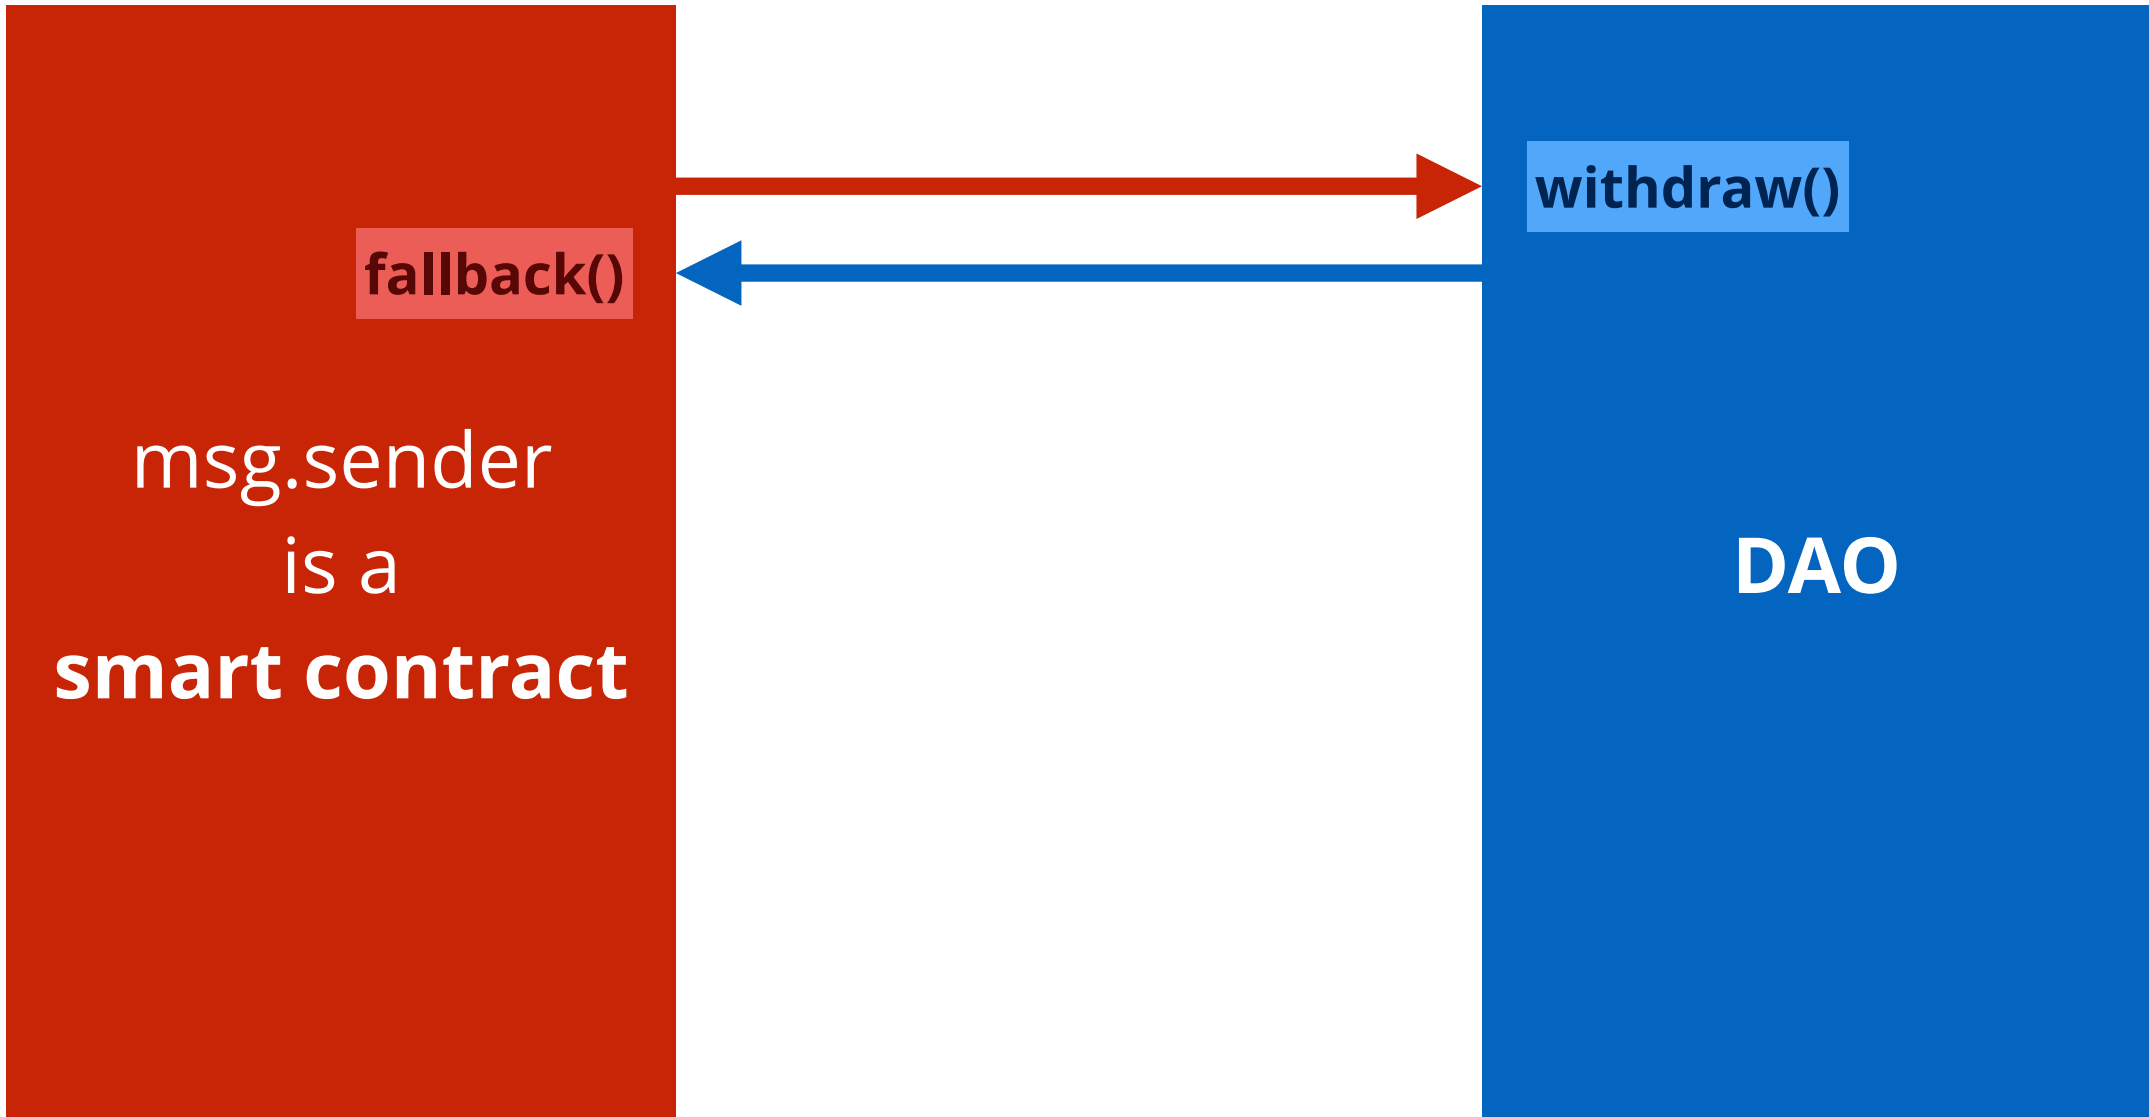 withdraw()
fallback()
msg.sender
is a
smart contract
DAO